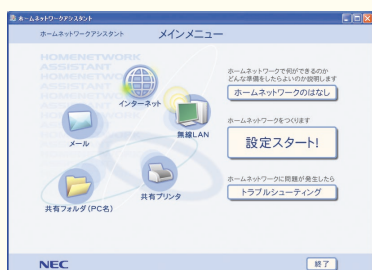 ホームネットワークアシスタント
ホームネットワークアシスタント
メインメニュー
HOMENETWORK
ASSISTANT
HOMENETWO
ASSISTANT
インターネット
無線LAN
メール
共有プリンタ
共有フォルダ(PC名)
ホームネットワークで何ができるのか
どんな準備をしたらよいのか説明します
ホームネットワークのはなし
ホームネットワークをつくります
設定スタート!
ホームネットワークに問題が発生したら
トラブルシューティング
NEC
終了